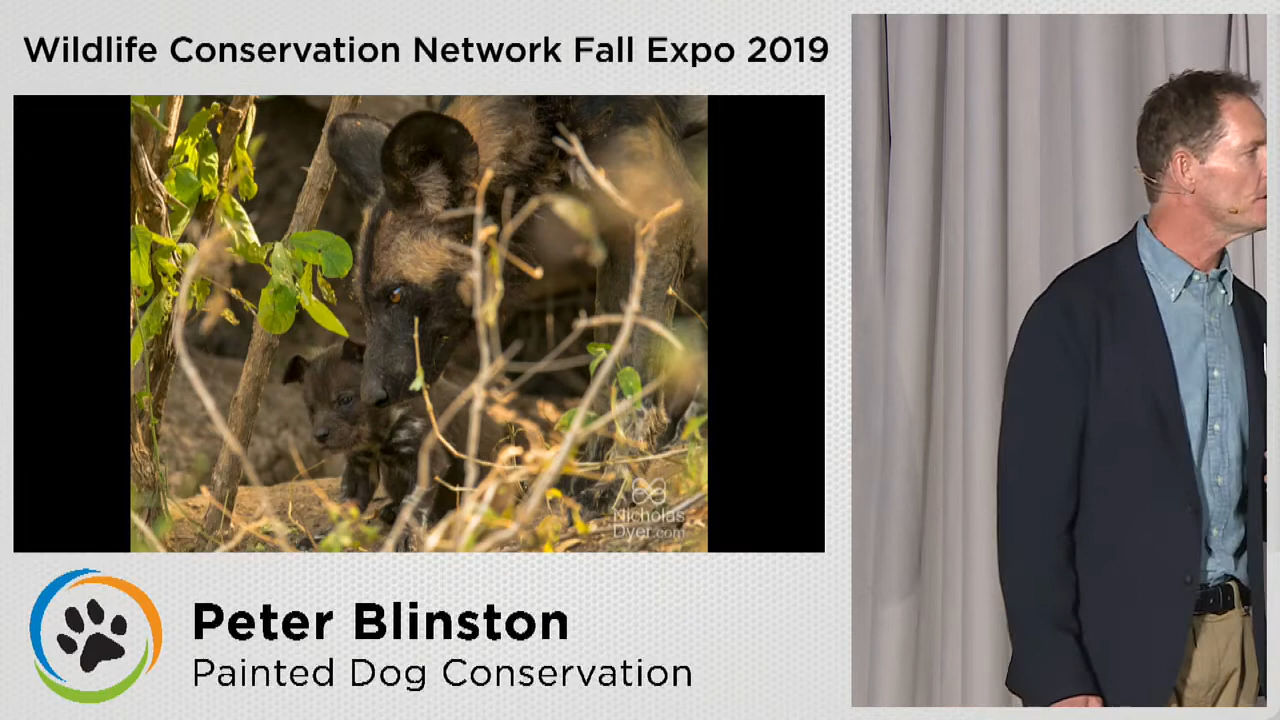 Wildlife Conservation Network Fall Expo 2019
Nicholas
Dyer.com
Peter Blinston
Painted Dog Conservation